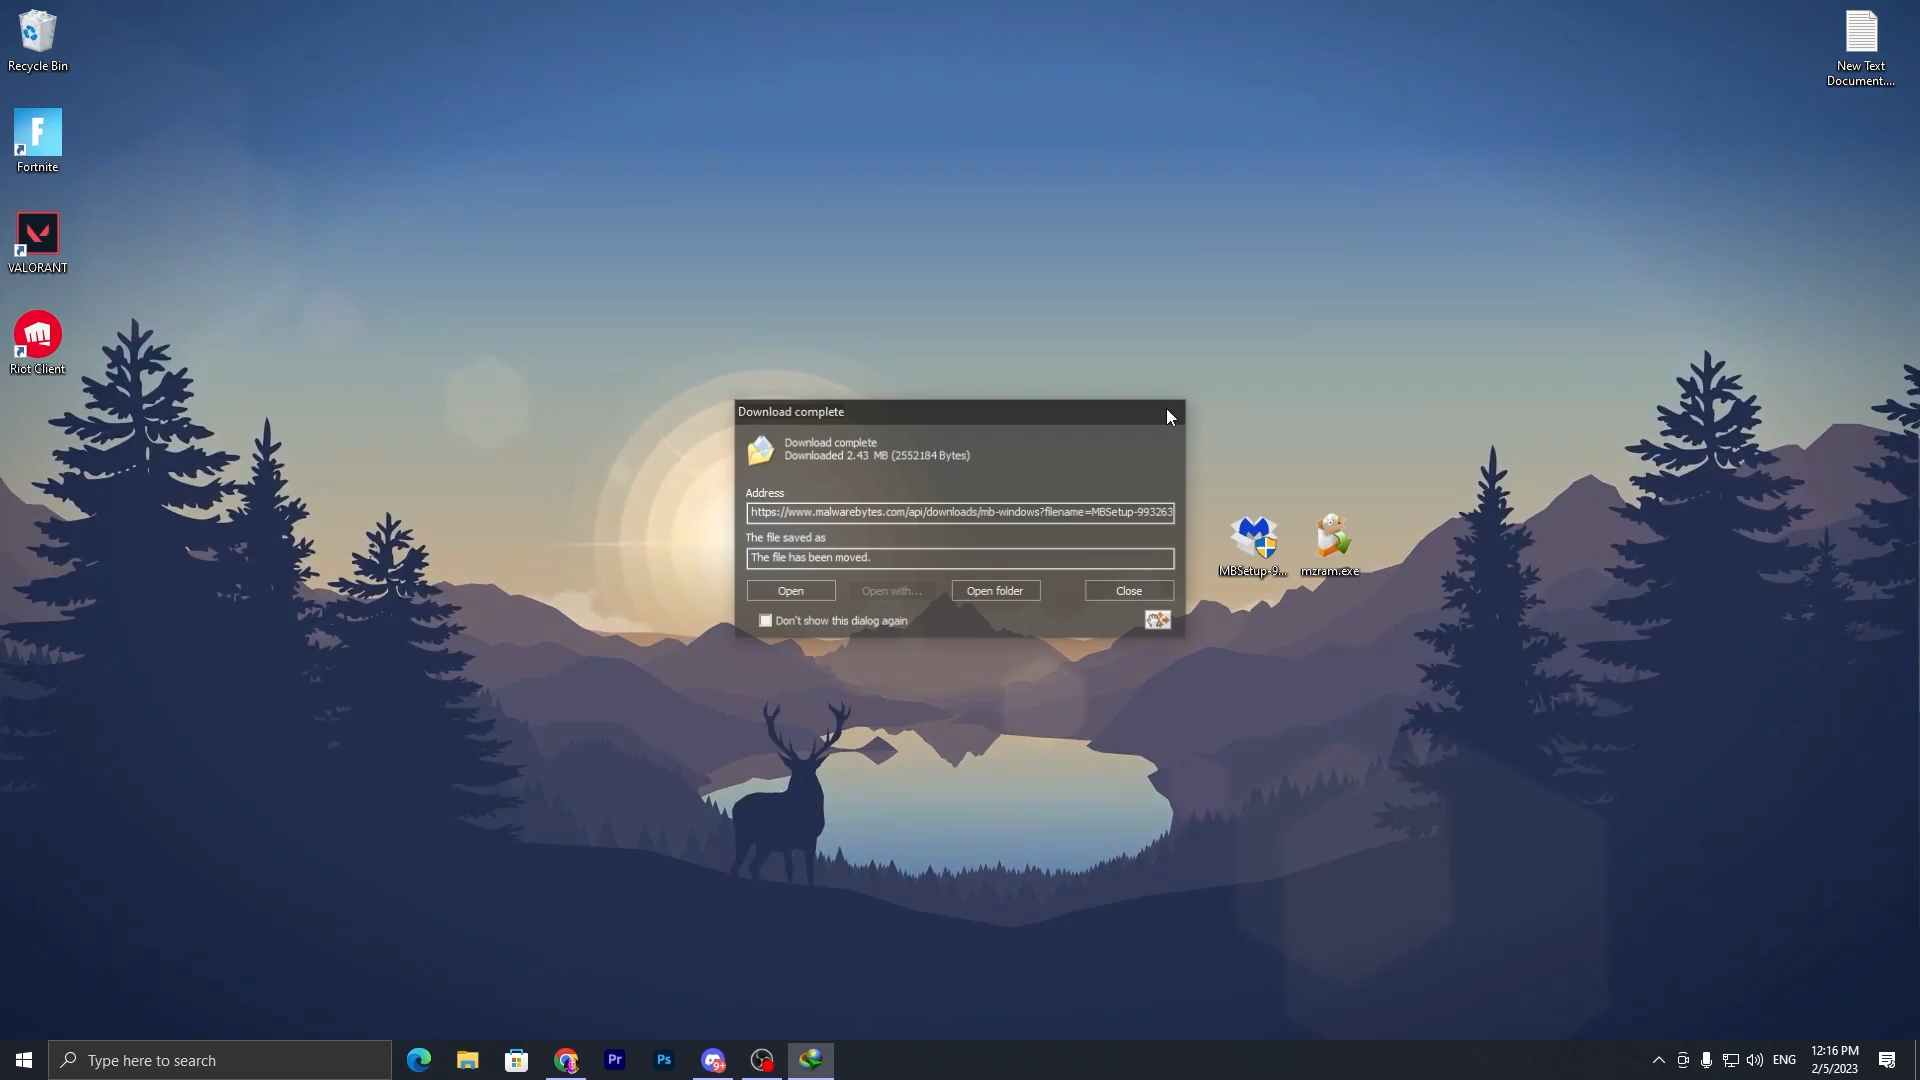 Recycle Bin
Fortnite
VALORANT
Riot Client
New Text
Document....
Download complete
Download complete
Downloaded 2.43 MB (2552184 Bytes)
Address
https://www.malwarebytes.com/api/downloads/mb-windows?filename=MBSetup-993263
The file saved as
The file has been moved.
Open
Open with...
Open folder
Close
Don't show this dialog again
MBSetup-9...
mzram.exe
Type here to search
Pr
Ps
9+
ENG
12:16 PM
2/5/2023